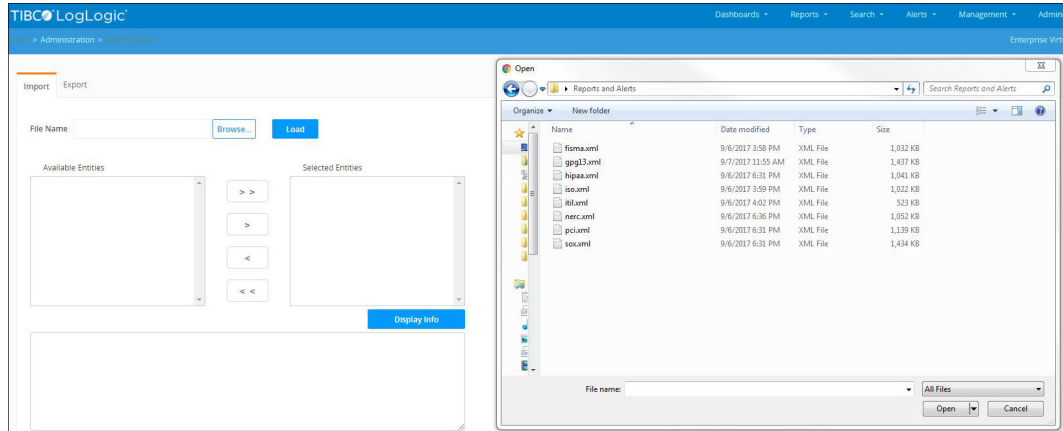 TIBCO LogLogic®
Dashboards Reports Search Alerts Management Admin
> Administration >
Enterprise Virt
Import Export
File Name Browse... Load
Available Entities Selected Entities
> >
>
<
< <
Display Info
Open
Reports and Alerts
Search Reports and Alerts
Organize New folder
Name Date modified Type Size
fisma.xml 9/6/2017 3:58 PM XML File 1,032 KB
gpg13.xml 9/7/2017 11:55 AM XML File 1,437 KB
hipaa.xml 9/6/2017 6:31 PM XML File 1,041 KB
iso.xml 9/6/2017 3:59 PM XML File 1,022 KB
itil.xml 9/6/2017 4:02 PM XML File 523 KB
nerc.xml 9/6/2017 6:36 PM XML File 1,052 KB
pci.xml 9/6/2017 6:31 PM XML File 1,139 KB
sox.xml 9/6/2017 6:31 PM XML File 1,434 KB
File name: All Files
Open Cancel